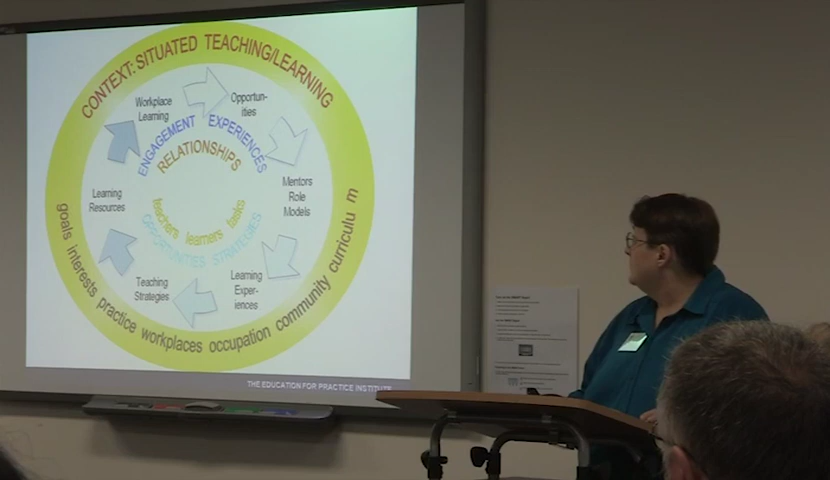 CONTEXT: SITUATED TEACHING/LEARNING
Workplace
Learning
Opportun-
ities
ENGAGEMENT EXPERIENCES
RELATIONSHIPS
Mentors
Role
Models
Learning
Resources
teachers learners tasks
OPPORTUNITIES STRATEGIES
Learning
Exper-
iences
Teaching
Strategies
goals interests practice workplaces occupation community curriculu m
THE EDUCATION FOR PRACTICE INSTITUTE